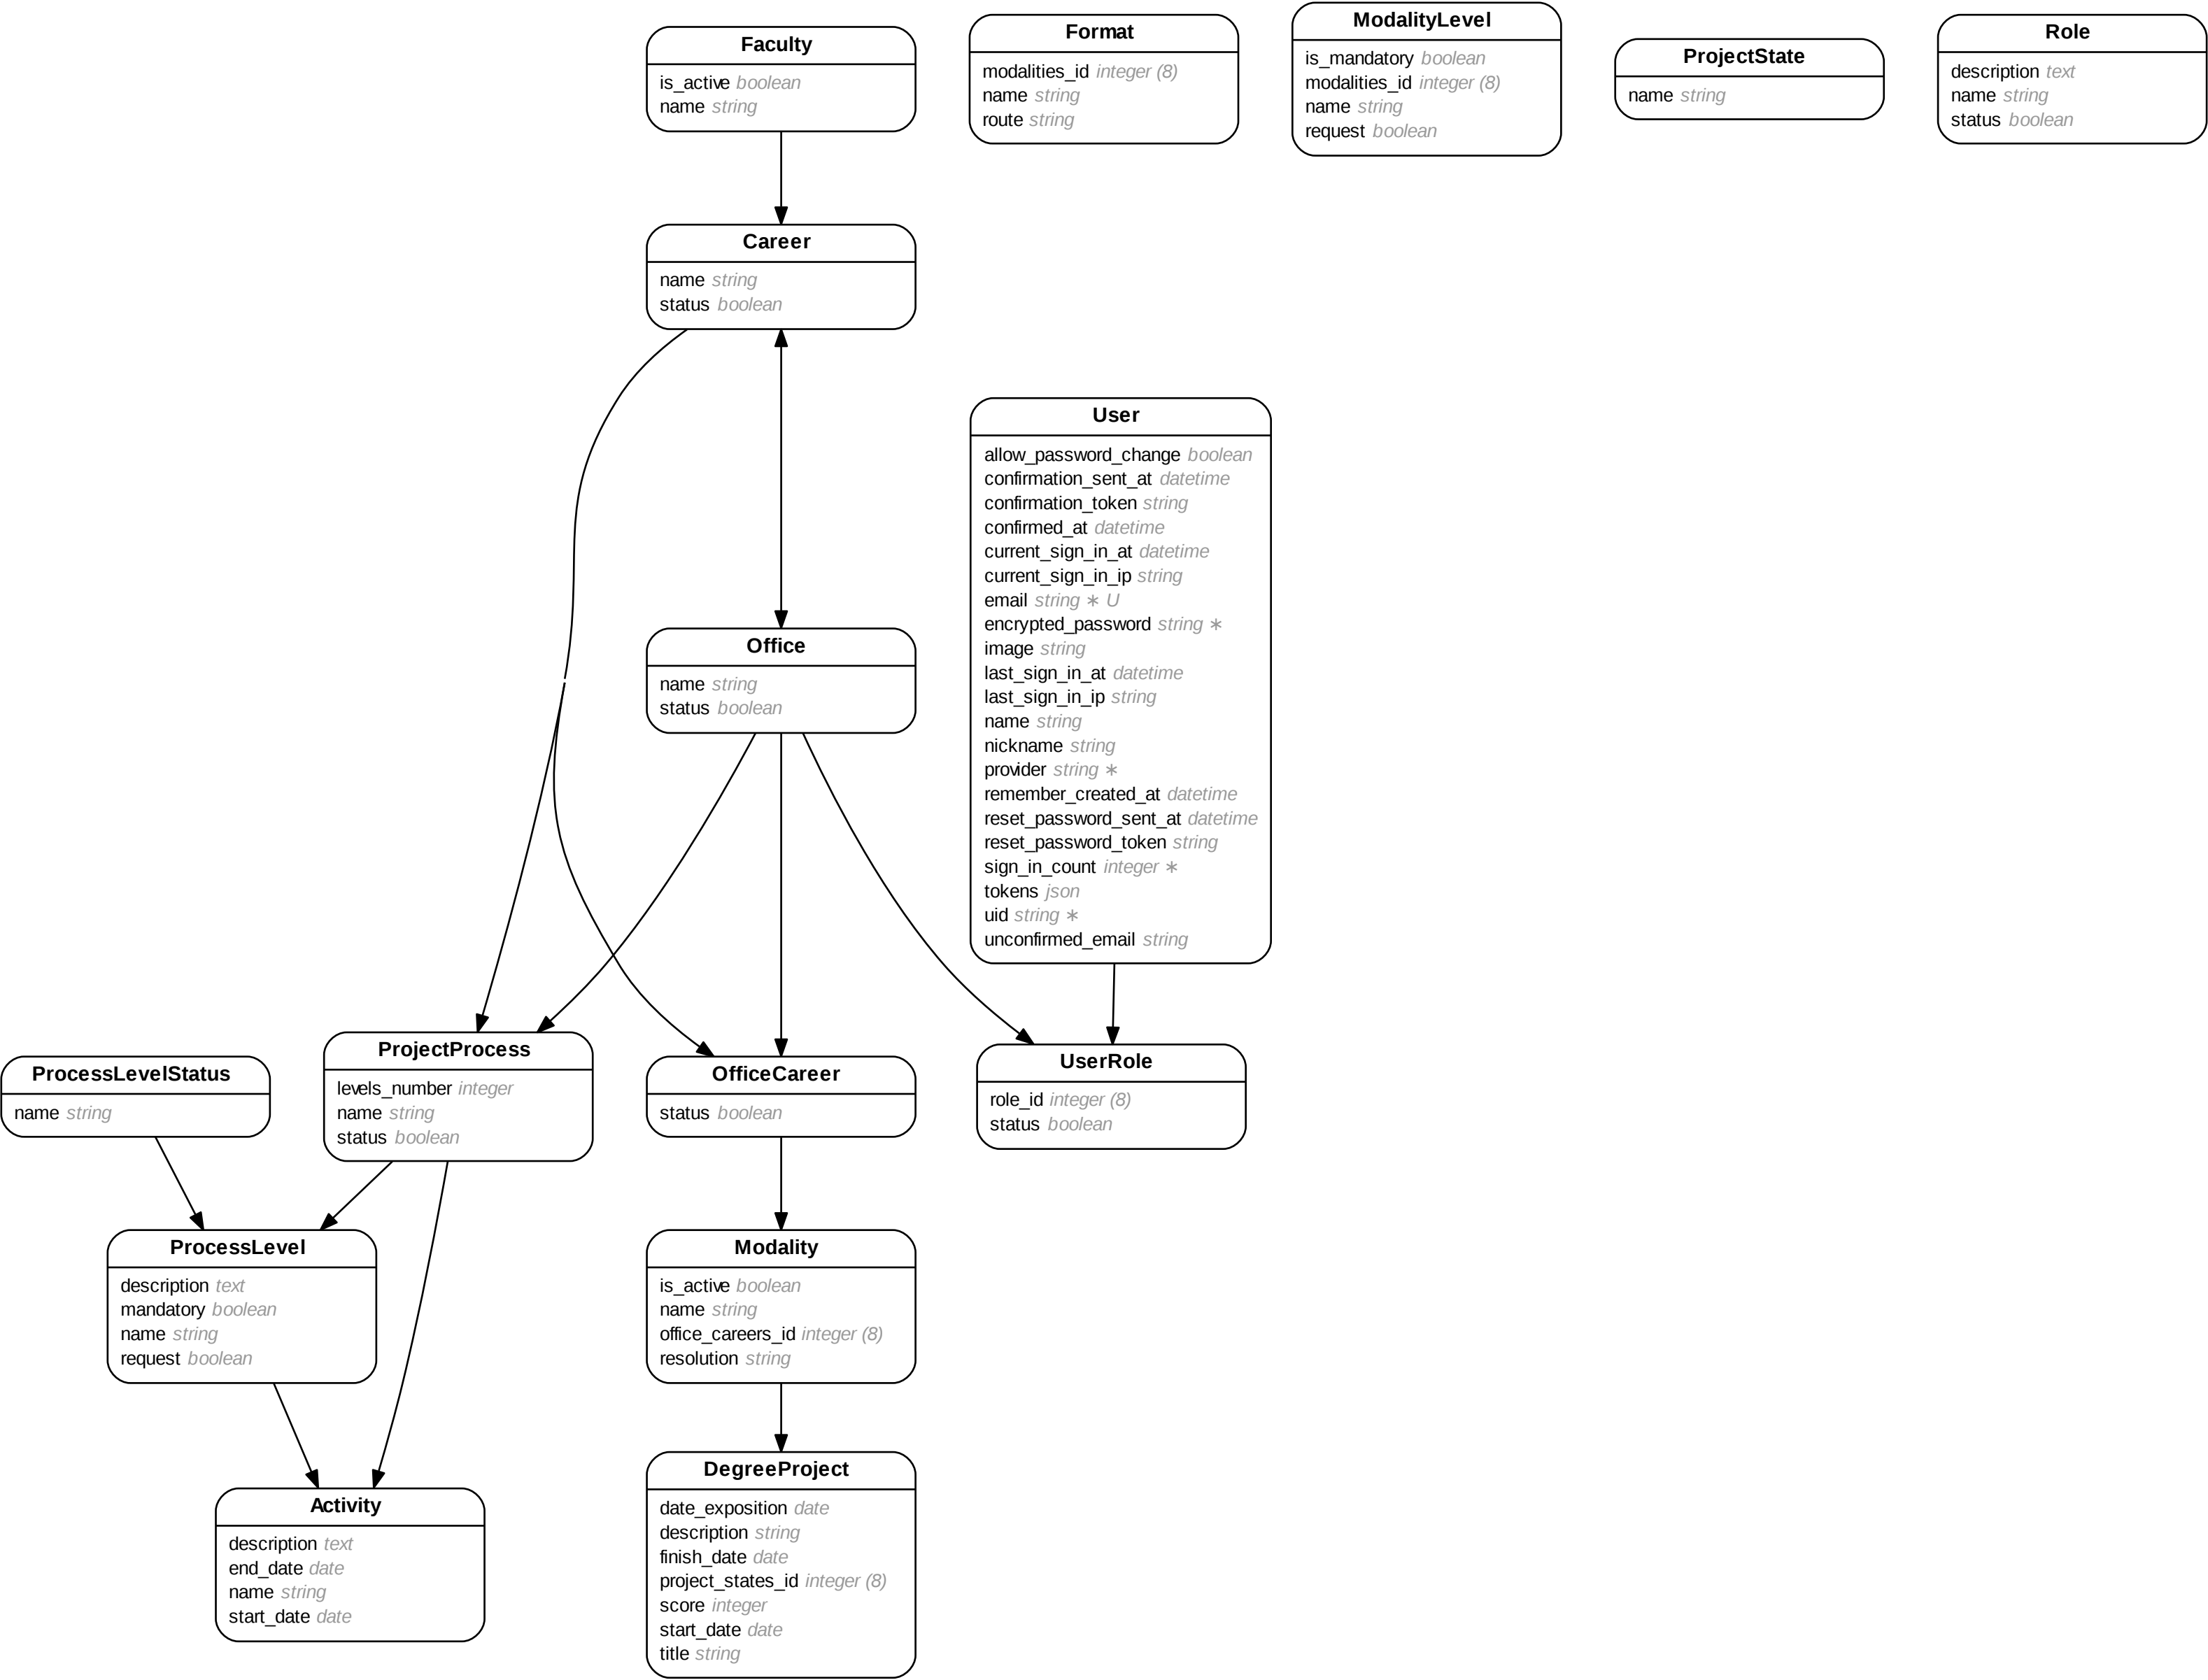 Faculty
is_active boolean
name string
Format
modalities_id integer (8)
name string
route string
ModalityLevel
is_mandatory boolean
modalities_id integer (8)
name string
request boolean
ProjectState
name string
Role
description text
name string
status boolean
Career
name string
status boolean
User
allow_password_change boolean
confirmation_sent_at datetime
confirmation_token string
confirmed_at datetime
current_sign_in_at datetime
current_sign_in_ip string
email string ∗ U
encrypted_password string ∗
image string
last_sign_in_at datetime
last_sign_in_ip string
name string
nickname string
provider string ∗
remember_created_at datetime
reset_password_sent_at datetime
reset_password_token string
sign_in_count integer ∗
tokens json
uid string ∗
unconfirmed_email string
Office
name string
status boolean
ProcessLevelStatus
name string
ProjectProcess
levels_number integer
name string
status boolean
OfficeCareer
status boolean
UserRole
role_id integer (8)
status boolean
ProcessLevel
description text
mandatory boolean
name string
request boolean
Modality
is_active boolean
name string
office_careers_id integer (8)
resolution string
Activity
description text
end_date date
name string
start_date date
DegreeProject
date_exposition date
description string
finish_date date
project_states_id integer (8)
score integer
start_date date
title string